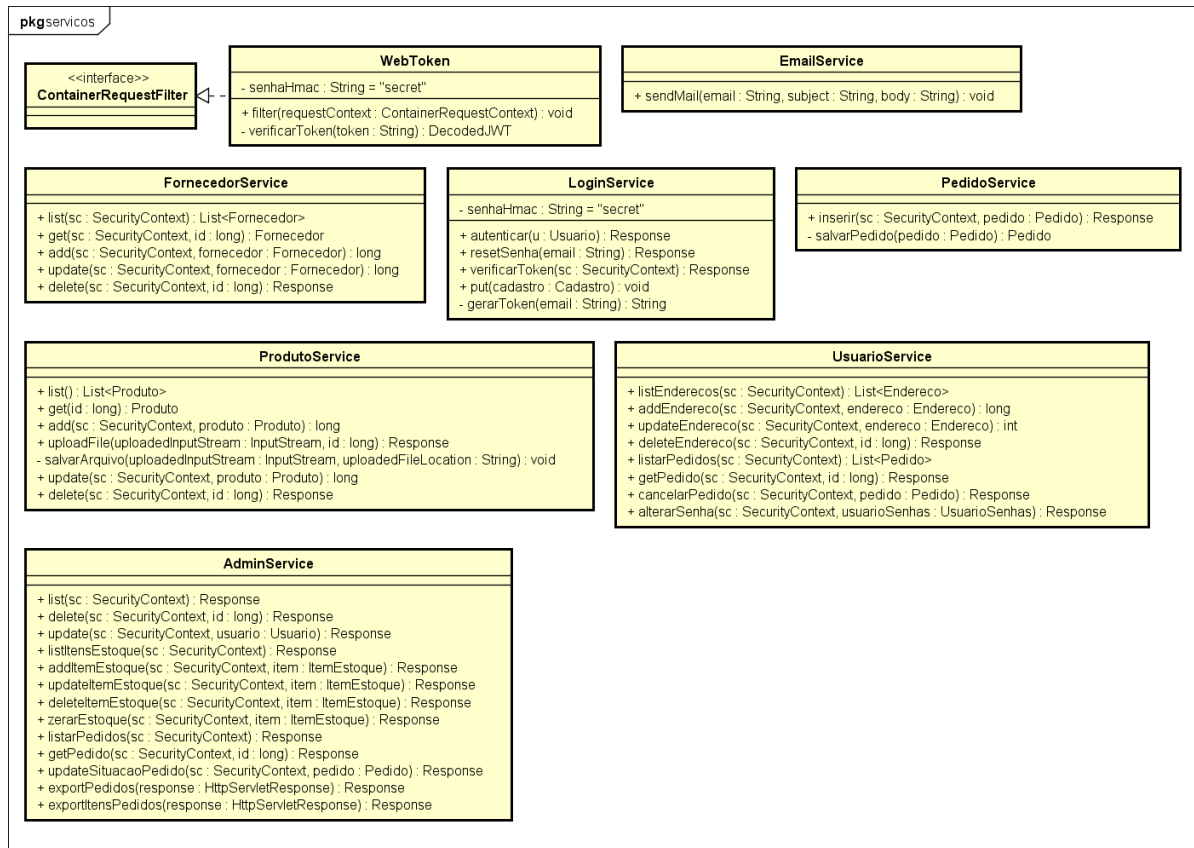 pkg servicos
<<interface>>
ContainerRequestFilter
WebToken
- senhaHmac : String = "secret"
+ filter(requestContext : ContainerRequestContext) : void
- verificarToken(token : String) : DecodedJWT
EmailService
+ sendMail(email : String, subject : String, body : String) : void
FornecedorService
+ list(sc : SecurityContext) : List<Fornecedor>
+ get(sc : SecurityContext, id : long) : Fornecedor
+ add(sc : SecurityContext, fornecedor : Fornecedor) : long
+ update(sc : SecurityContext, fornecedor : Fornecedor) : long
+ delete(sc : SecurityContext, id : long) : Response
LoginService
- senhaHmac : String = "secret"
+ autenticar(u : Usuario) : Response
+ resetSenha(email : String) : Response
+ verificarToken(sc : SecurityContext) : Response
+ put(cadastro : Cadastro) : void
- gerarToken(email : String) : String
PedidoService
+ inserir(sc : SecurityContext, pedido : Pedido) : Response
- salvarPedido(pedido : Pedido) : Pedido
ProdutoService
+ list() : List<Produto>
+ get(id : long) : Produto
+ add(sc : SecurityContext, produto : Produto) : long
+ uploadFile(uploadedInputStream : InputStream, id : long) : Response
- salvarArquivo(uploadedInputStream : InputStream, uploadedFileLocation : String) : void
+ update(sc : SecurityContext, produto : Produto) : long
+ delete(sc : SecurityContext, id : long) : Response
UsuarioService
+ listEnderecos(sc : SecurityContext) : List<Endereco>
+ addEndereco(sc : SecurityContext, endereco : Endereco) : long
+ updateEndereco(sc : SecurityContext, endereco : Endereco) : int
+ deleteEndereco(sc : SecurityContext, id : long) : Response
+ listarPedidos(sc : SecurityContext) : List<Pedido>
+ getPedido(sc : SecurityContext, id : long) : Response
+ cancelarPedido(sc : SecurityContext, pedido : Pedido) : Response
+ alterarSenha(sc : SecurityContext, usuarioSenhas : UsuarioSenhas) : Response
AdminService
+ list(sc : SecurityContext) : Response
+ delete(sc : SecurityContext, id : long) : Response
+ update(sc : SecurityContext, usuario : Usuario) : Response
+ listItensEstoque(sc : SecurityContext) : Response
+ addItemEstoque(sc : SecurityContext, item : ItemEstoque) : Response
+ updateItemEstoque(sc : SecurityContext, item : ItemEstoque) : Response
+ deleteItemEstoque(sc : SecurityContext, item : ItemEstoque) : Response
+ zerarEstoque(sc : SecurityContext, item : ItemEstoque) : Response
+ listarPedidos(sc : SecurityContext) : Response
+ getPedido(sc : SecurityContext, id : long) : Response
+ updateSituacaoPedido(sc : SecurityContext, pedido : Pedido) : Response
+ exportPedidos(response : HttpServletResponse) : Response
+ exportItensPedidos(response : HttpServletResponse) : Response